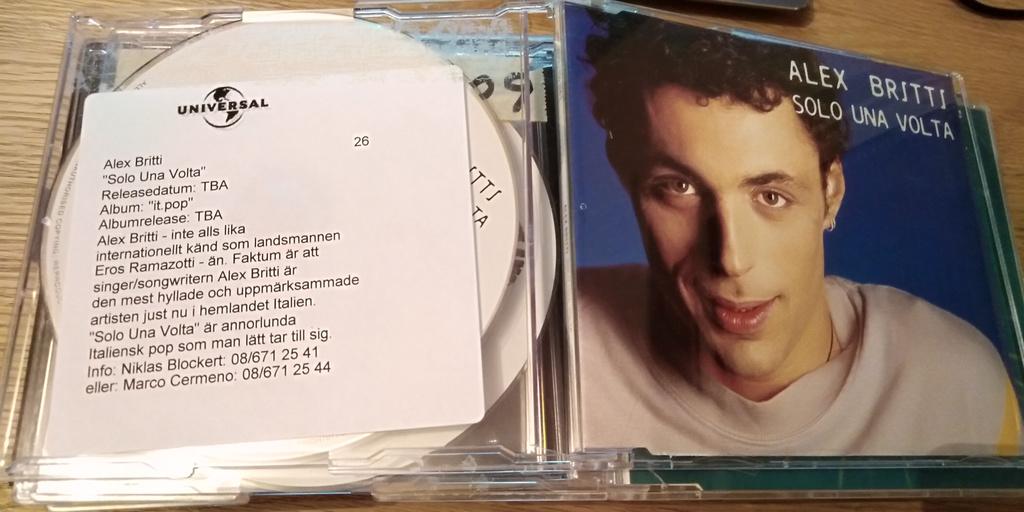 UNIVERSAL
26
Alex Britti
"Solo Una Volta"
Releasedatum: TBA
Album: "it.pop"
Albumrelease: TBA
Alex Britti - inte alls lika
internationellt känd som landsmannen
Eros Ramazotti - än. Faktum är att
singer/songwritern Alex Britti är
den mest hyllade och uppmärksammade
artisten just nu i hemlandet Italien.
"Solo Una Volta" är annorlunda
Italiensk pop som man lätt tar till sig.
Info: Niklas Blockert: 08/671 25 41
eller: Marco Cermeno: 08/671 25 44
ALEX BRITTI
SOLO UNA VOLTA